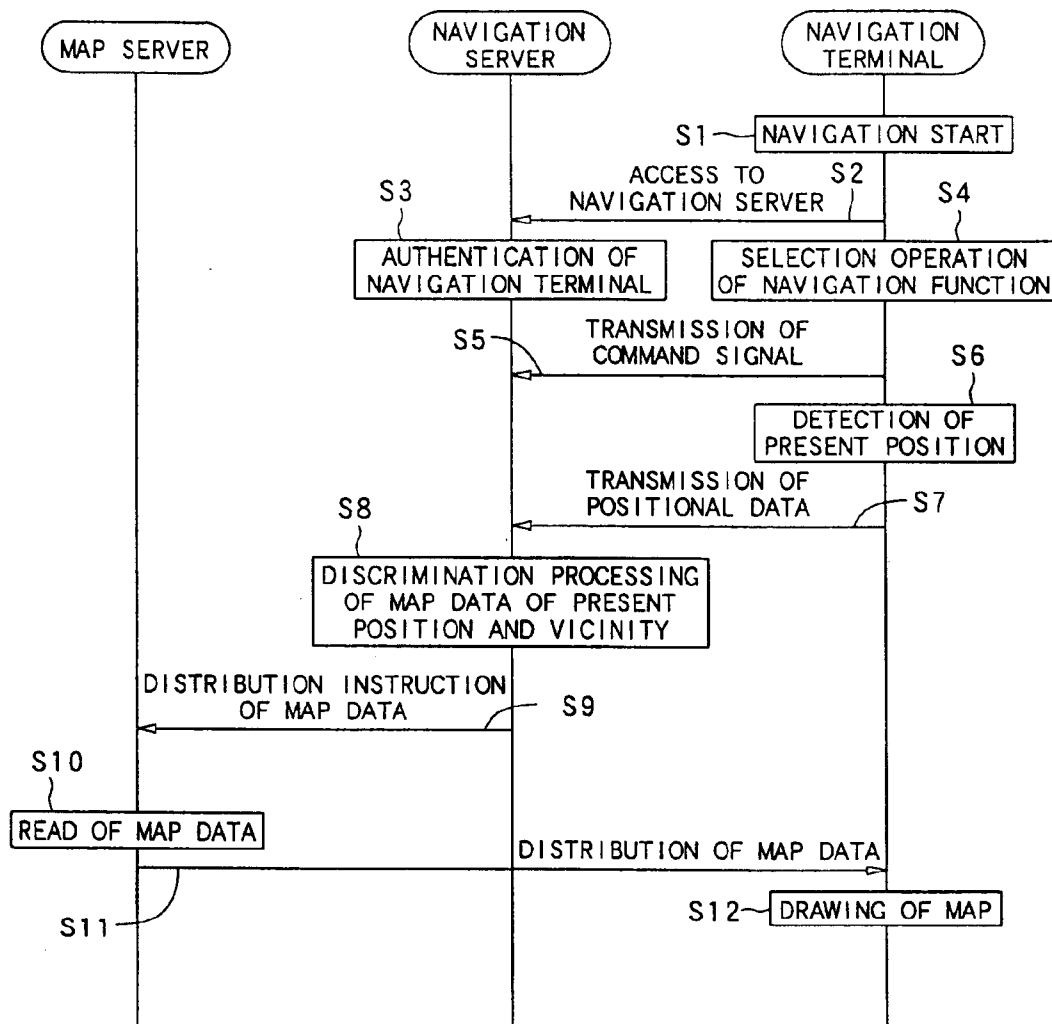 MAP SERVER
NAVIGATION
SERVER
NAVIGATION
TERMINAL
S1
NAVIGATION START
ACCESS TO
NAVIGATION SERVER
S2
S3
AUTHENTICATION OF
NAVIGATION TERMINAL
S4
SELECTION OPERATION
OF NAVIGATION FUNCTION
S5
TRANSMISSION OF
COMMAND SIGNAL
S6
DETECTION OF
PRESENT POSITION
TRANSMISSION OF
POSITIONAL DATA
S7
S8
DISCRIMINATION PROCESSING
OF MAP DATA OF PRESENT
POSITION AND VICINITY
DISTRIBUTION INSTRUCTION
OF MAP DATA
S9
S10
READ OF MAP DATA
DISTRIBUTION OF MAP DATA
S11
S12
DRAWING OF MAP